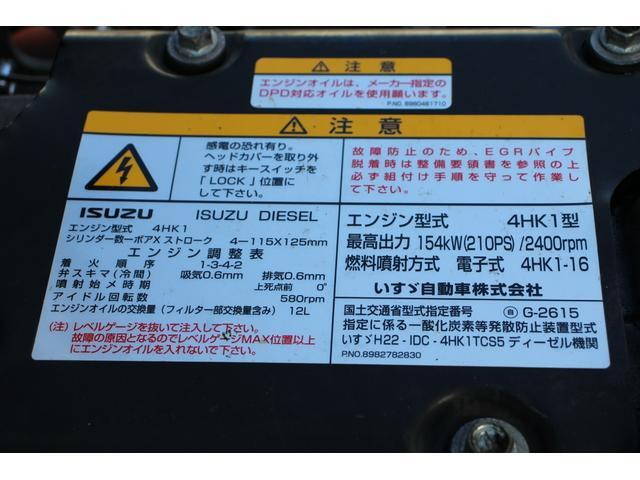 注意
エンジンオイルは、メーカー指定の
DPD対応オイルを使用願います。
P.NO. 8980481710
注意
感電の恐れ有り。
ヘッドカバーを取り外
す時はキースイッチを
「LOCK」位置に
して下さい。
故障防止のため、EGRパイプ
脱着時は整備要領書を参照の上
必ず組付け手順を守って作業し
て下さい。
ISUZU ISUZU DIESEL
エンジン型式 4HK1
シリンダー数ーボアXストローク 4ー115X125mm
エンジン調整表
着火順序 1-3-4-2
弁スキマ(冷間) 吸気0.6mm 排気0.6mm
噴射始メ時期 上死点前 0°
アイドル回転数 580rpm
エンジンオイルの交換量(フィルター部交換量含み) 12L
(注)レベルゲージを抜いて注入して下さい。
故障の原因となるのでレベルゲージMAX位置以上
にエンジンオイルを入れないで下さい。
エンジン型式 4HK1型
最高出力 154kW(210PS)/2400rpm
燃料噴射方式 電子式 4HK1-16
いすゞ自動車株式会社
国土交通省型式指定番号 自 G-2615
指定に係る一酸化炭素等発散防止装置型式
いすゞH22-IDC-4HK1TCS5 ディーゼル機関
P.NO.8982782830